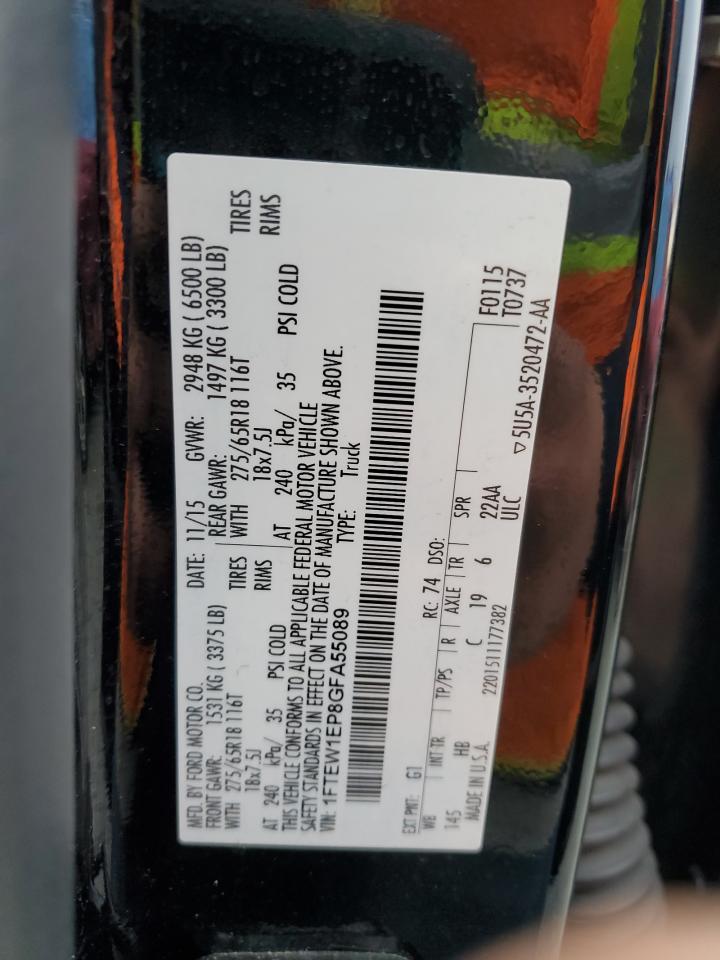 MFD. BY FORD MOTOR CO. DATE: 11/15 GVWR: 2948 KG ( 6500 LB)
FRONT GAWR: 1531 KG ( 3375 LB) REAR GAWR: 1497 KG ( 3300 LB)
WITH 275/65R18 116T TIRES WITH 275/65R18 116T TIRES
18x7.5J RIMS 18x7.5J RIMS
AT 240 kPa/ 35 PSI COLD AT 240 kPa/ 35 PSI COLD
THIS VEHICLE CONFORMS TO ALL APPLICABLE FEDERAL MOTOR VEHICLE
SAFETY STANDARDS IN EFFECT ON THE DATE OF MANUFACTURE SHOWN ABOVE.
VIN: 1FTEW1EP8GFA55089 TYPE: Truck
EXT PNT: G1 RC: 74 DSO: F0115
WB INT TR TP/PS R AXLE TR SPR T0737
145 HB C 19 6 22AA
MADE IN U.S.A. 2201511177382 ULC ▽5U5A-3520472-AA